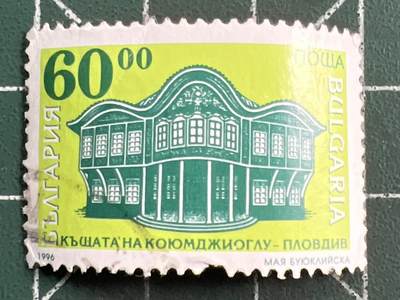 60 00
ПОЩА
БЪЛГАРИЯ
BULGARIA
КЪЩАТА НА КОЮМДЖИОГЛУ – ПЛОВДИВ
1996
МАЯ БУЮКЛИЙСКА